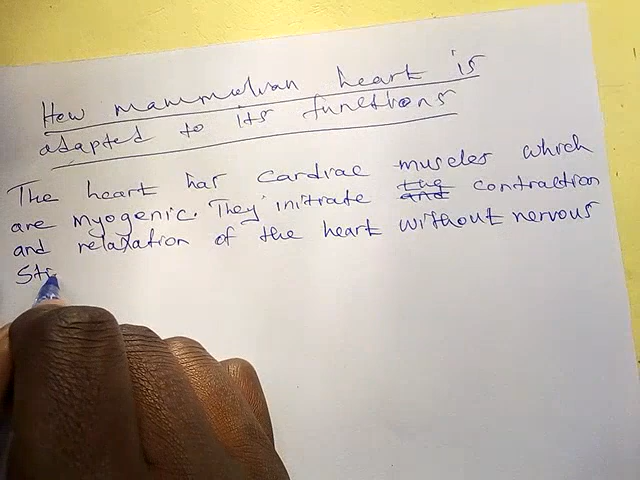 How mammalian heart is
adapted to its functions
The heart has cardiac muscles which
are myogenic. They initiate contraction
and relaxation of the heart without nervous
Sti